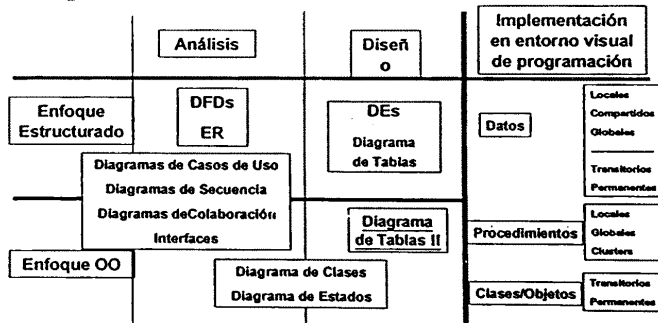 Análisis
Diseñ
o
Implementación
en entorno visual
de programación
Enfoque
Estructurado
DFDs
ER
DEs
Diagrama
de Tablas
Datos
Locales
Compartidos
Globales
Transitorios
Permanentes
Diagramas de Casos de Uso
Diagramas de Secuencia
Diagramas deColaboración
Interfaces
Diagrama
de Tablas II
Procedimientos
Locales
Globales
Clusters
Enfoque OO
Diagrama de Clases
Diagrama de Estados
Clases/Objetos
Transitorios
Permanentes